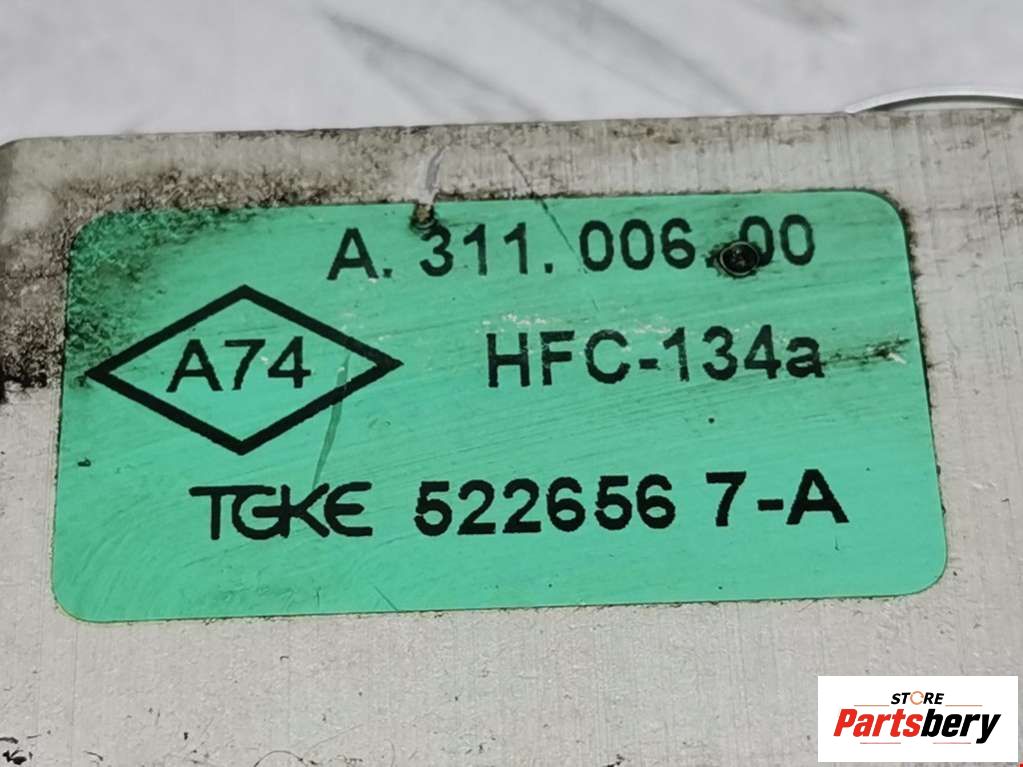 A. 311. 006. 00
A74
HFC-134a
TGKE 522656 7-A
STORE
Partsbery